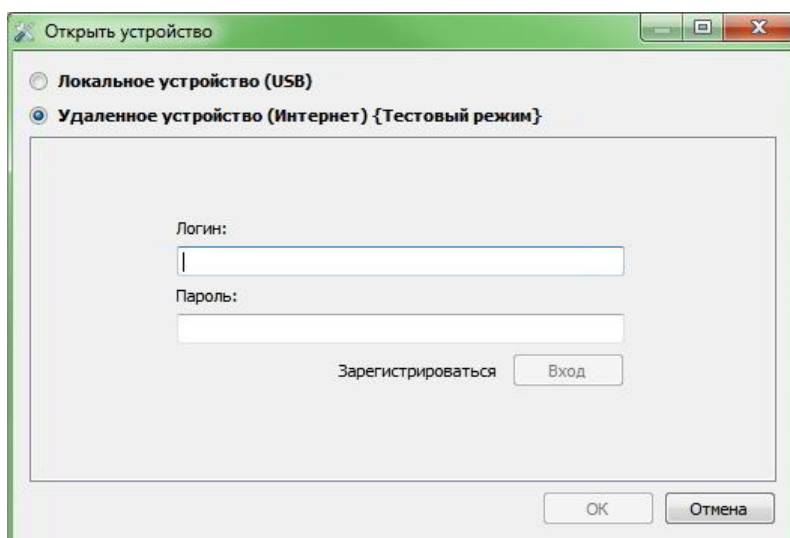 Открыть устройство
Локальное устройство (USB)
Удаленное устройство (Интернет) {Тестовый режим}
Логин:
Пароль:
Зарегистрироваться Вход
OK Отмена